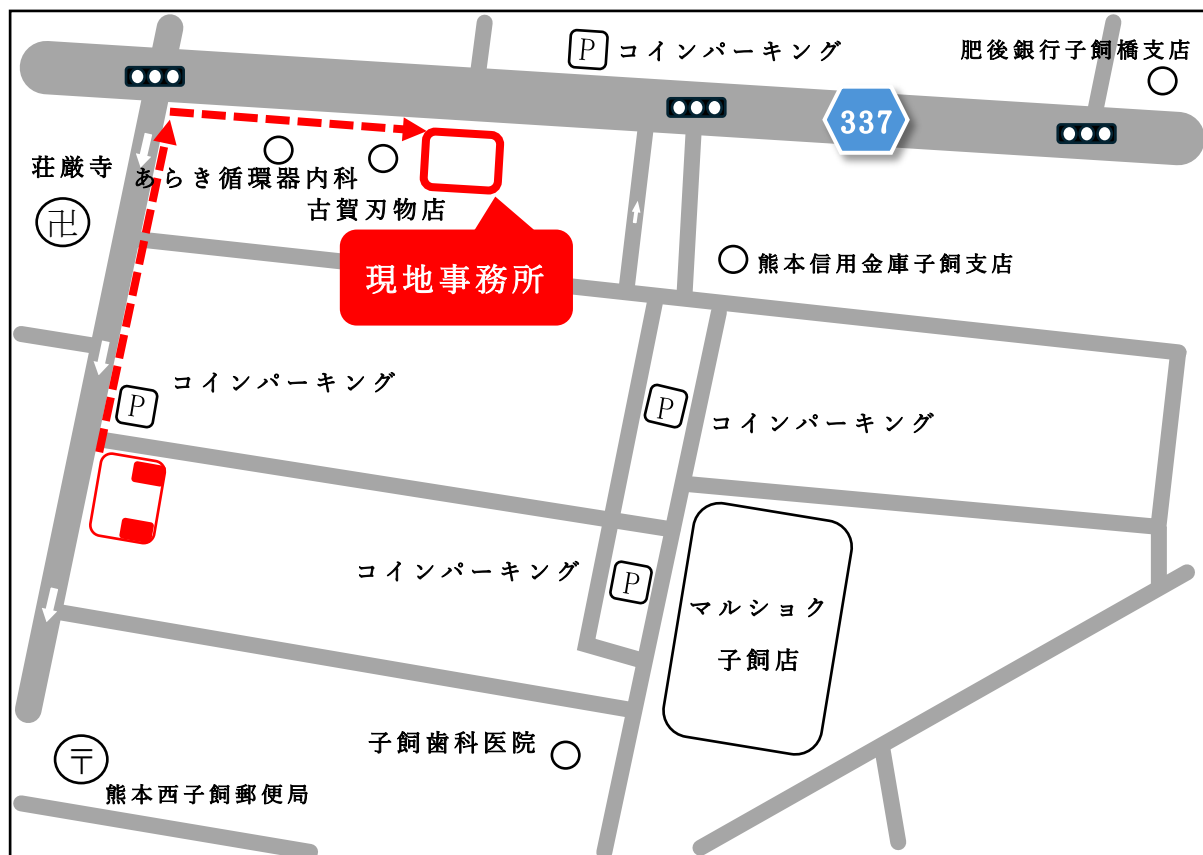 P コインパーキング
肥後銀行子飼橋支店
337
荘厳寺
卍
あらき循環器内科
古賀刃物店
現地事務所
熊本信用金庫子飼支店
コインパーキング
P
P
コインパーキング
コインパーキング
P
マルショク
子飼店
子飼歯科医院
〒
熊本西子飼郵便局